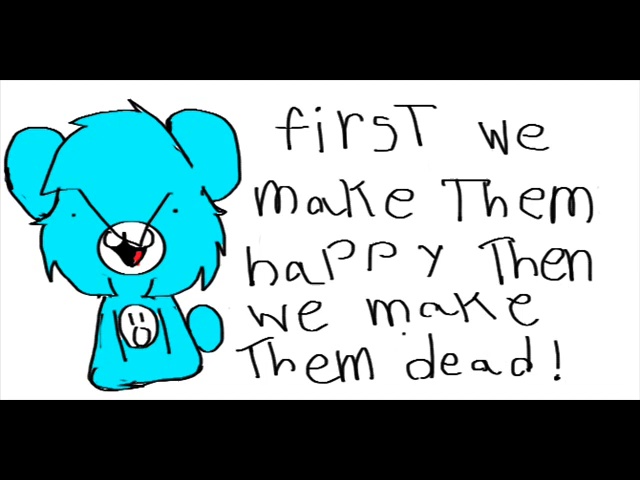 first we
make Them
happy Then
we make
Them dead!